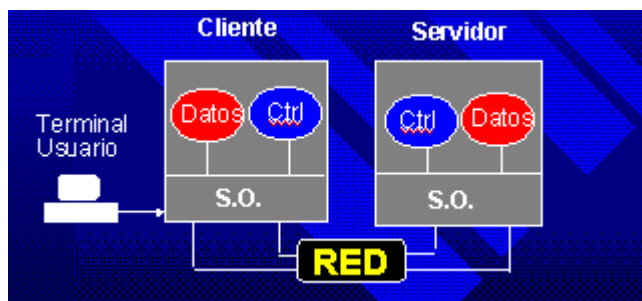 Cliente
Servidor
Datos
Ctrl
Ctrl
Datos
Terminal
Usuario
S.O.
S.O.
RED